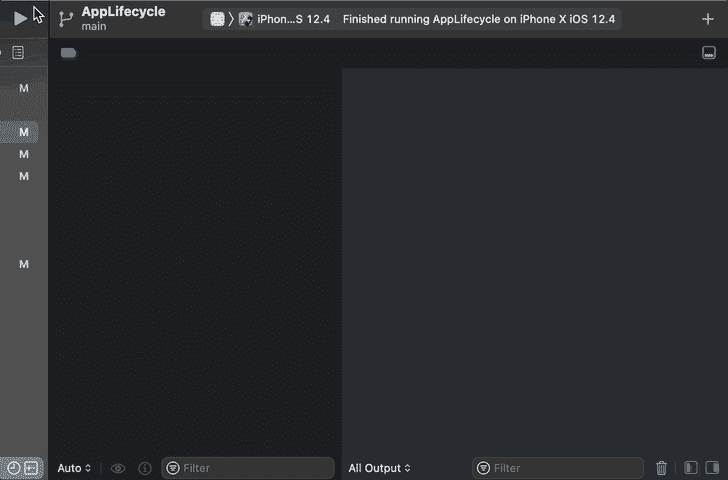 AppLifecycle
main
iPhon...S 12.4 Finished running AppLifecycle on iPhone X iOS 12.4
M
M
M
M
M
Auto
Filter
All Output
Filter